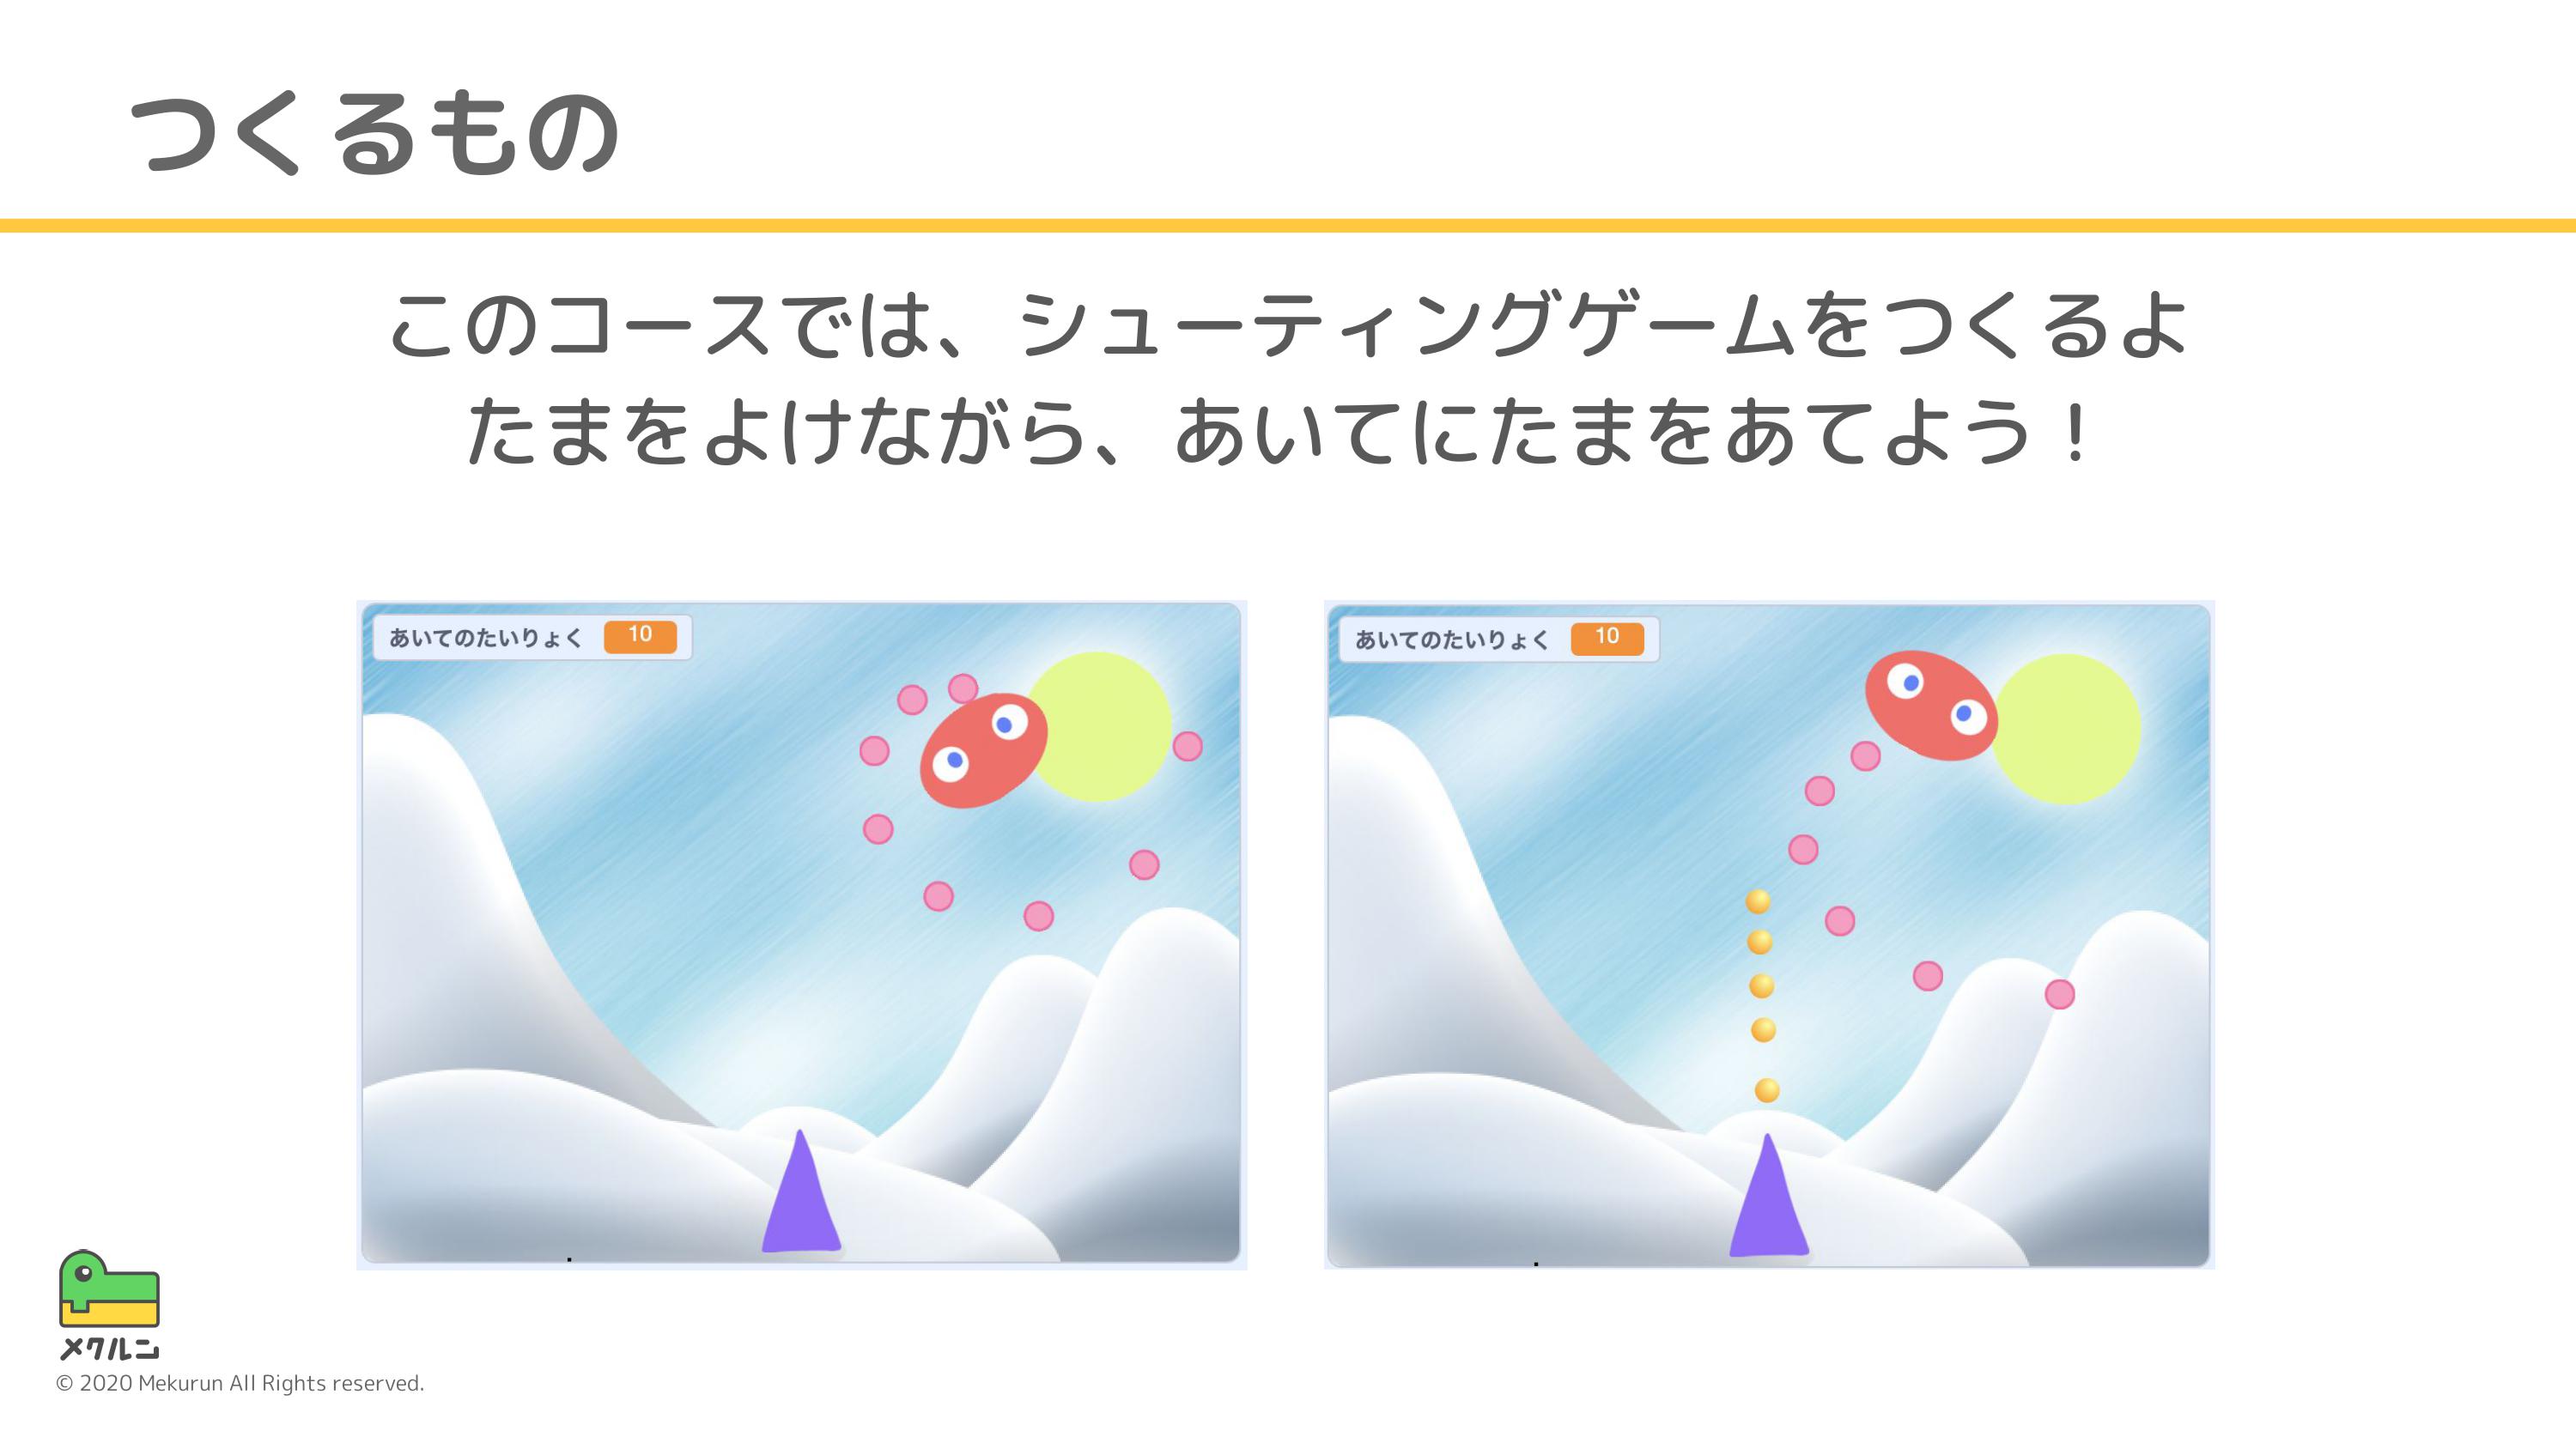 つくるもの
このコースでは、シューティングゲームをつくるよ
たまをよけながら、あいてにたまをあてよう！
あいてのたいりょく 10
あいてのたいりょく 10
メクルン
© 2020 Mekurun All Rights reserved.